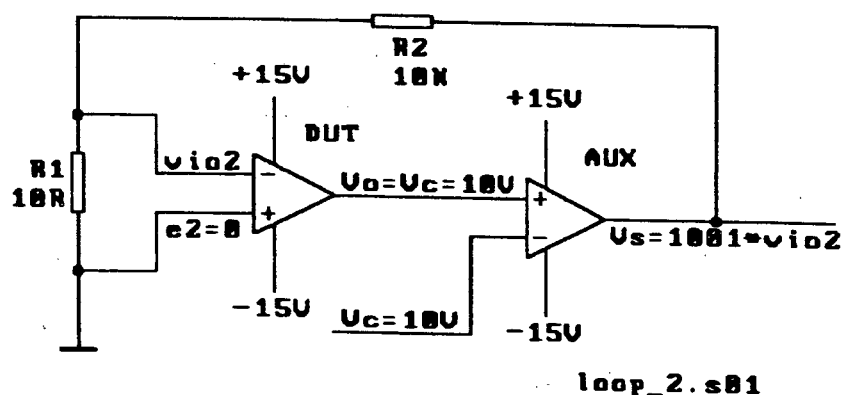 R2
10K
+15V
+15V
DUT
AUX
R1
10R
vio2
-
+
e2=0
Vo=Vc=10V
+
-
Vs=1001*vio2
-15V
Vc=10V
-15V
loop_2.s01